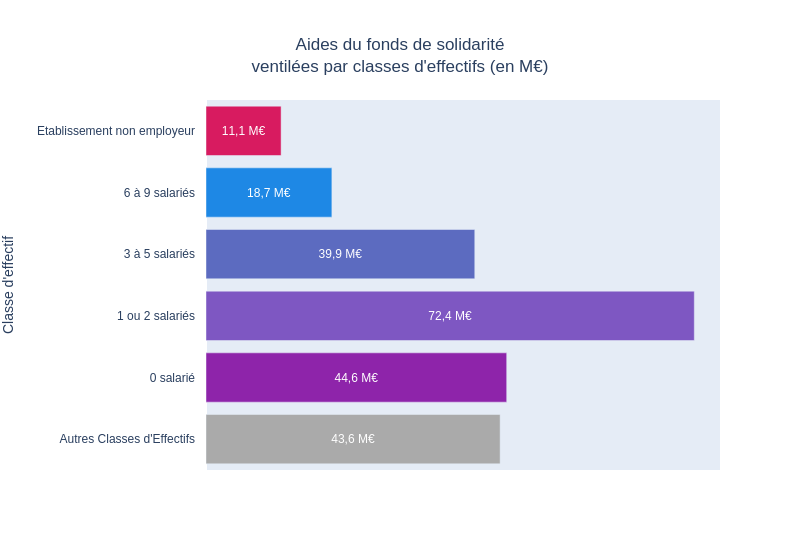 Aides du fonds de solidarité
ventilées par classes d'effectifs (en M€)
Classe d'effectif
Etablissement non employeur
11,1 M€
6 à 9 salariés
18,7 M€
3 à 5 salariés
39,9 M€
1 ou 2 salariés
72,4 M€
0 salarié
44,6 M€
Autres Classes d'Effectifs
43,6 M€